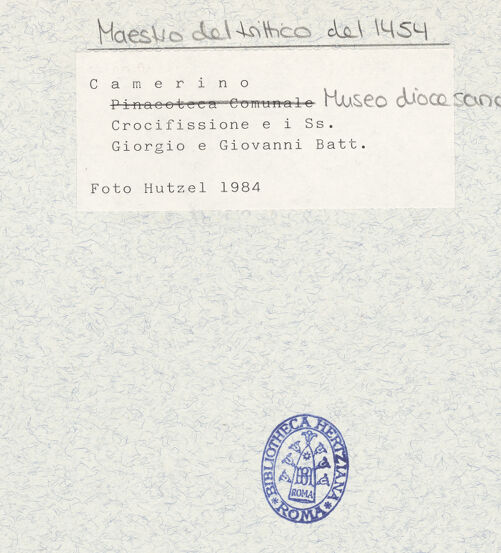 Maestro del trittico del 1454
Camerino
Pinacoteca Comunale Museo diocesano
Crocifissione e i Ss.
Giorgio e Giovanni Batt.
Foto Hutzel 1984
BIBLIOTHECA HERTZIANA
ROMA
* ROMA *